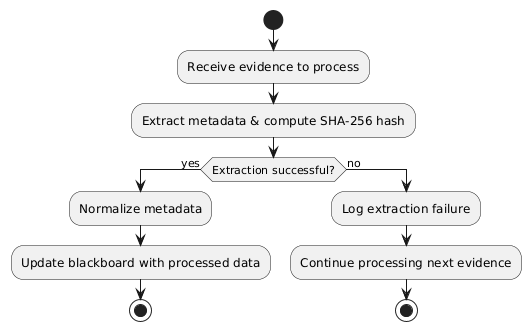 Receive evidence to process
Extract metadata & compute SHA-256 hash
yes
Extraction successful?
no
Normalize metadata
Log extraction failure
Update blackboard with processed data
Continue processing next evidence